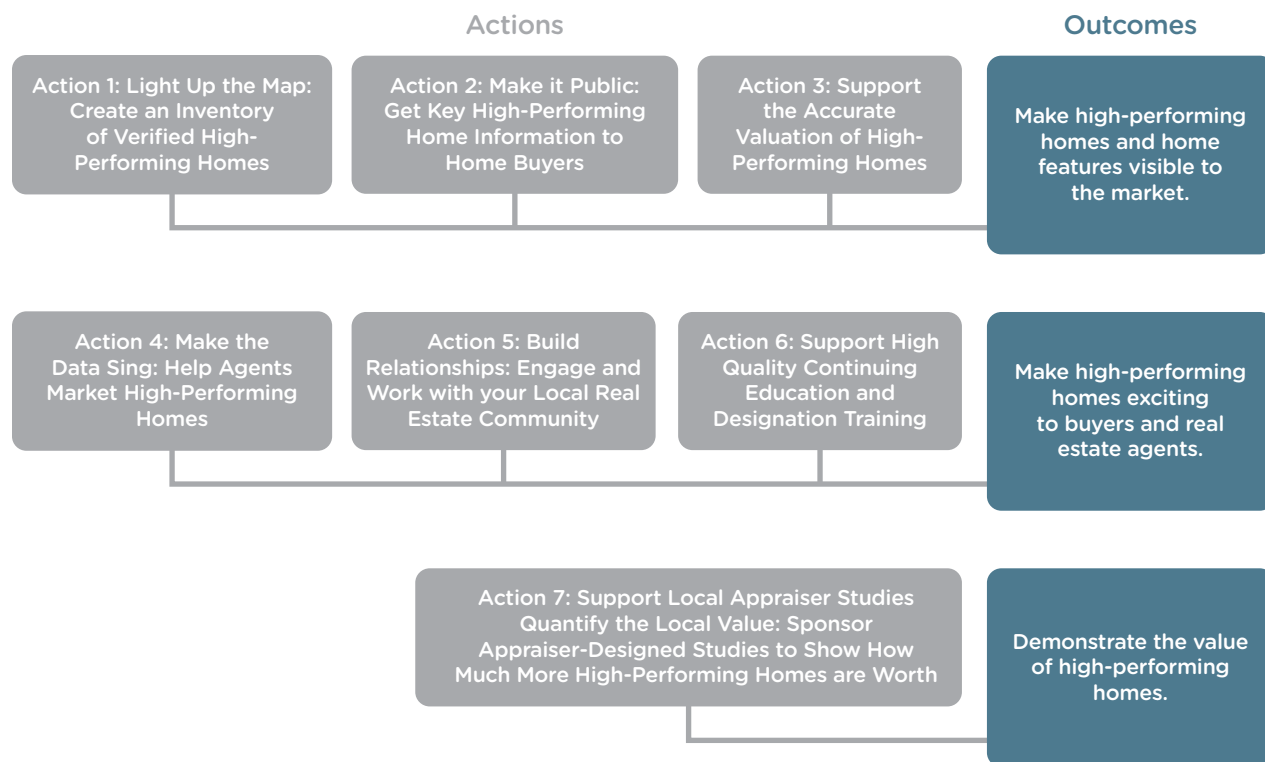 Actions
Outcomes
Action 1: Light Up the Map:
Create an Inventory
of Verified High-
Performing Homes
Action 2: Make it Public:
Get Key High-Performing
Home Information to
Home Buyers
Action 3: Support
the Accurate
Valuation of High-
Performing Homes
Make high-performing
homes and home
features visible to
the market.
Action 4: Make the
Data Sing: Help Agents
Market High-Performing
Homes
Action 5: Build
Relationships: Engage and
Work with your Local Real
Estate Community
Action 6: Support High
Quality Continuing
Education and
Designation Training
Make high-performing
homes exciting
to buyers and real
estate agents.
Action 7: Support Local Appraiser Studies
Quantify the Local Value: Sponsor
Appraiser-Designed Studies to Show How
Much More High-Performing Homes are Worth
Demonstrate the value
of high-performing
homes.